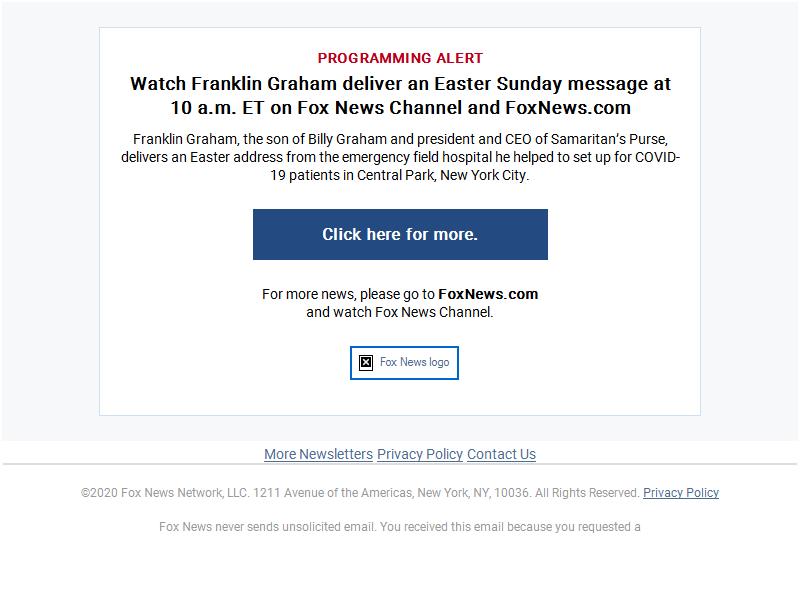 PROGRAMMING ALERT
Watch Franklin Graham deliver an Easter Sunday message at
10 a.m. ET on Fox News Channel and FoxNews.com
Franklin Graham, the son of Billy Graham and president and CEO of Samaritan’s Purse,
delivers an Easter address from the emergency field hospital he helped to set up for COVID-
19 patients in Central Park, New York City.
Click here for more.
For more news, please go to FoxNews.com
and watch Fox News Channel.
Fox News logo
More Newsletters Privacy Policy Contact Us
©2020 Fox News Network, LLC. 1211 Avenue of the Americas, New York, NY, 10036. All Rights Reserved. Privacy Policy
Fox News never sends unsolicited email. You received this email because you requested a